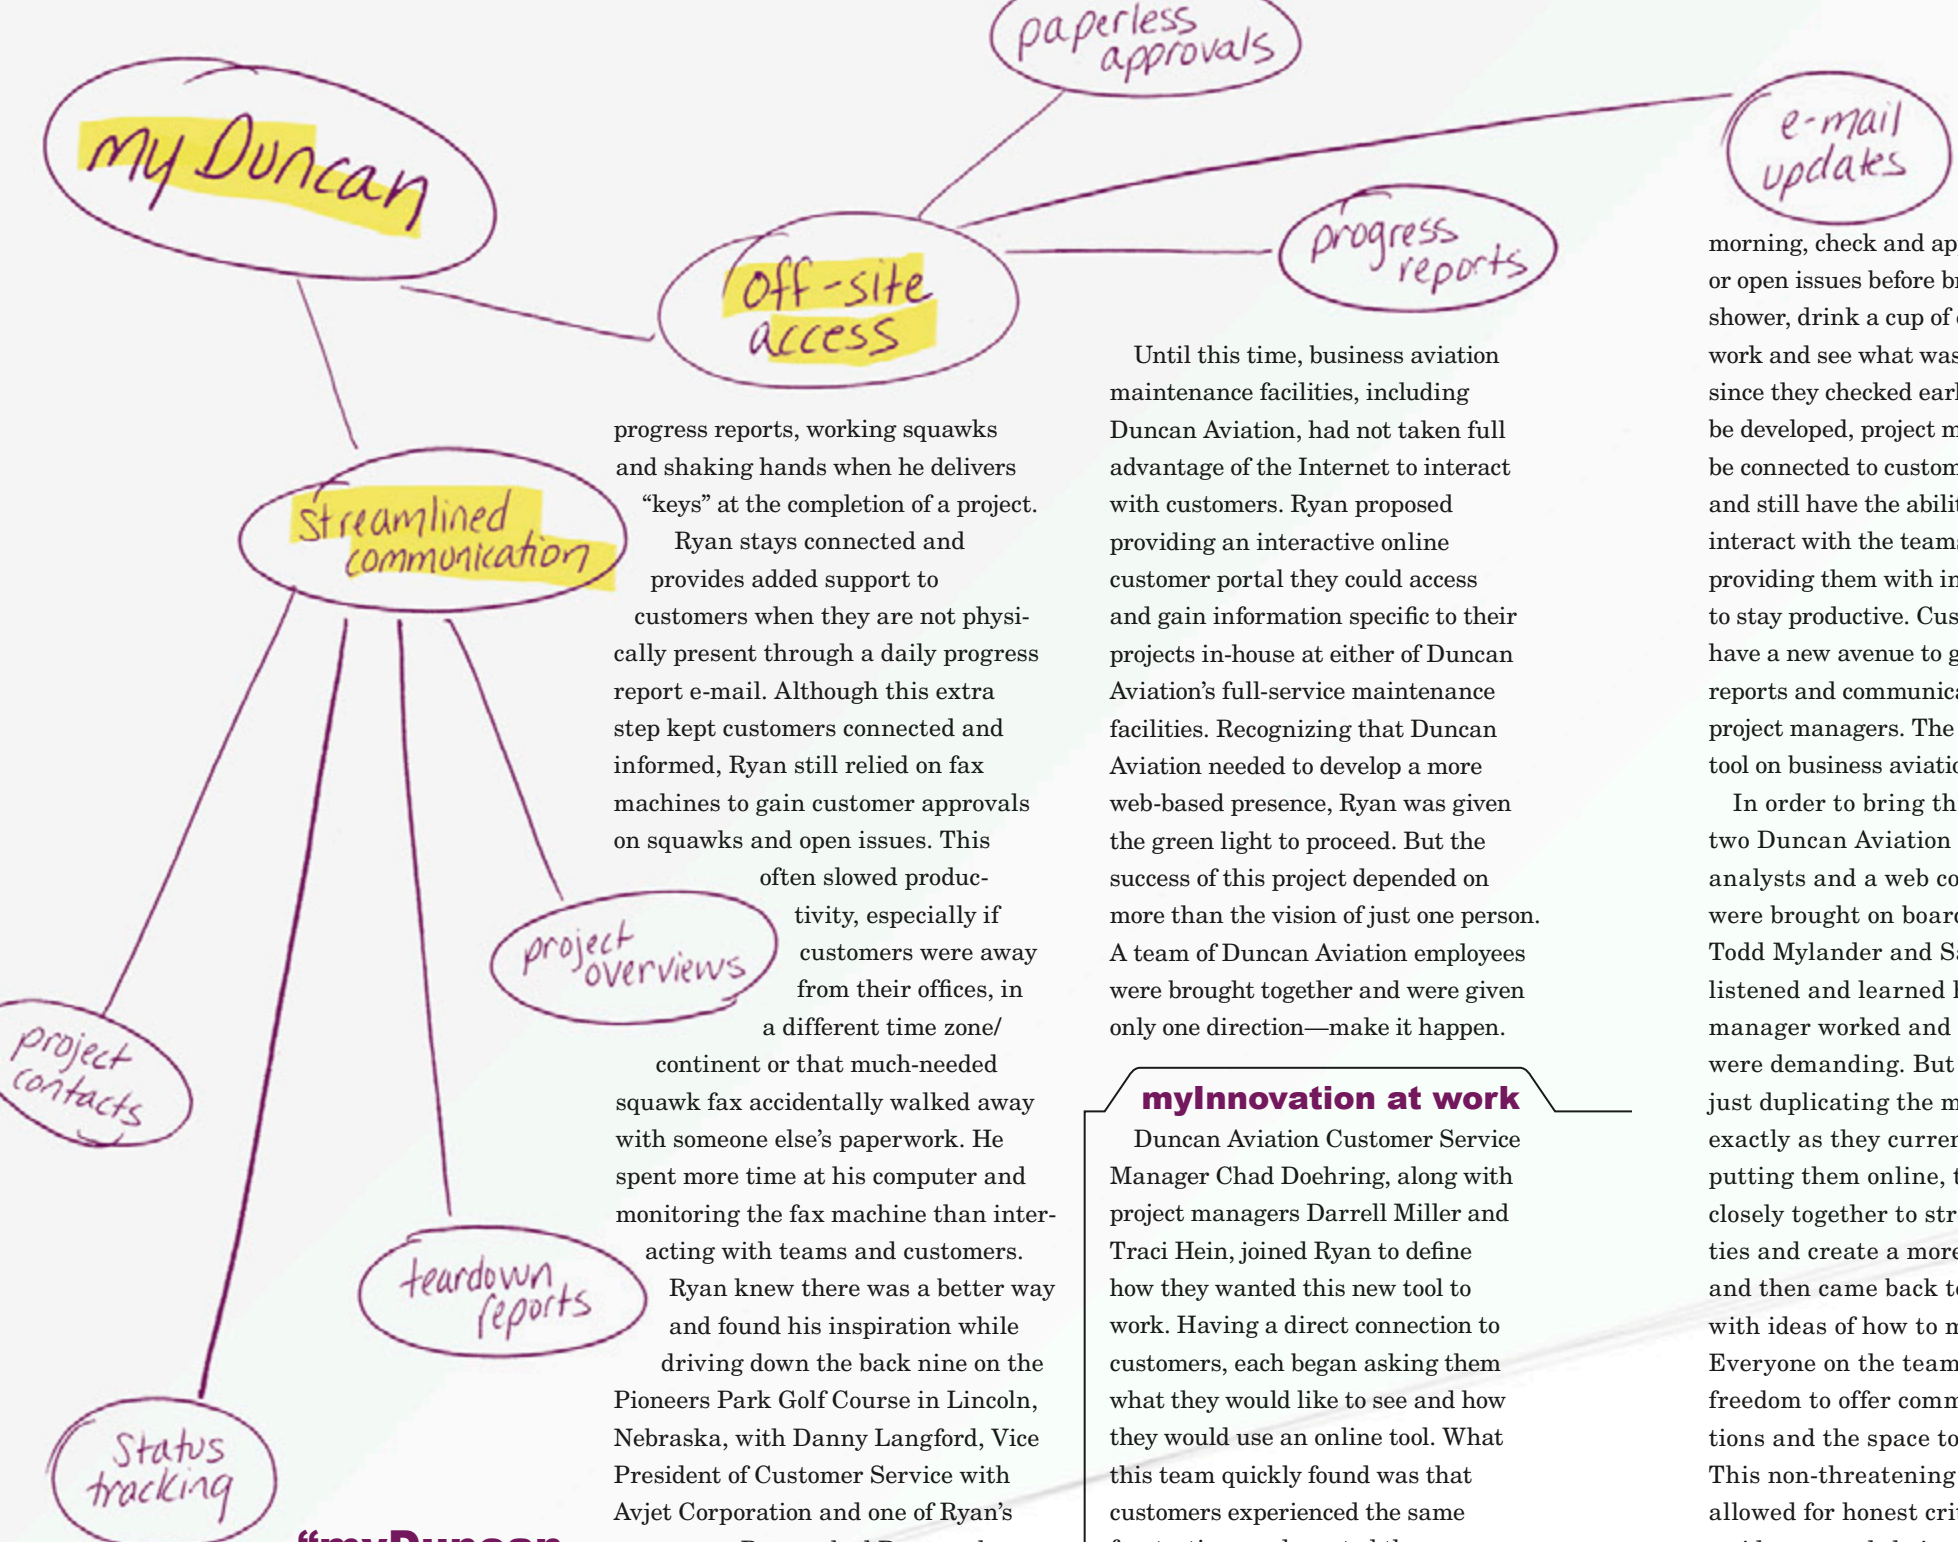 paperless
approvals
my Duncan
e-mail
updates
off-site
access
progress
reports
streamlined
communication
project
overviews
project
contacts
teardown
reports
Status
tracking
progress reports, working squawks
and shaking hands when he delivers
“keys” at the completion of a project.
Ryan stays connected and
provides added support to
customers when they are not physi-
cally present through a daily progress
report e-mail. Although this extra
step kept customers connected and
informed, Ryan still relied on fax
machines to gain customer approvals
on squawks and open issues. This
often slowed produc-
tivity, especially if
customers were away
from their offices, in
a different time zone/
continent or that much-needed
squawk fax accidentally walked away
with someone else’s paperwork. He
spent more time at his computer and
monitoring the fax machine than inter-
acting with teams and customers.
Ryan knew there was a better way
and found his inspiration while
driving down the back nine on the
Pioneers Park Golf Course in Lincoln,
Nebraska, with Danny Langford, Vice
President of Customer Service with
Avjet Corporation and one of Ryan’s
“myDuncan
Until this time, business aviation
maintenance facilities, including
Duncan Aviation, had not taken full
advantage of the Internet to interact
with customers. Ryan proposed
providing an interactive online
customer portal they could access
and gain information specific to their
projects in-house at either of Duncan
Aviation’s full-service maintenance
facilities. Recognizing that Duncan
Aviation needed to develop a more
web-based presence, Ryan was given
the green light to proceed. But the
success of this project depended on
more than the vision of just one person.
A team of Duncan Aviation employees
were brought together and were given
only one direction—make it happen.
myInnovation at work
Duncan Aviation Customer Service
Manager Chad Doehring, along with
project managers Darrell Miller and
Traci Hein, joined Ryan to define
how they wanted this new tool to
work. Having a direct connection to
customers, each began asking them
what they would like to see and how
they would use an online tool. What
this team quickly found was that
customers experienced the same
morning, check and
or open issues before
shower, drink a cup of
work and see what was
since they checked
be developed, project
be connected to
and still have the
interact with the teams
providing them with
to stay productive.
have a new avenue to
reports and
project managers. The
tool on business
In order to bring
two Duncan Aviation
analysts and a web
were brought on
Todd Mylander and
listened and learned
manager worked and
were demanding. But
just duplicating the
exactly as they
putting them online,
closely together to
ties and create a more
and then came back
with ideas of how to
Everyone on the team
freedom to offer
tions and the space to
This non-threatening
allowed for honest